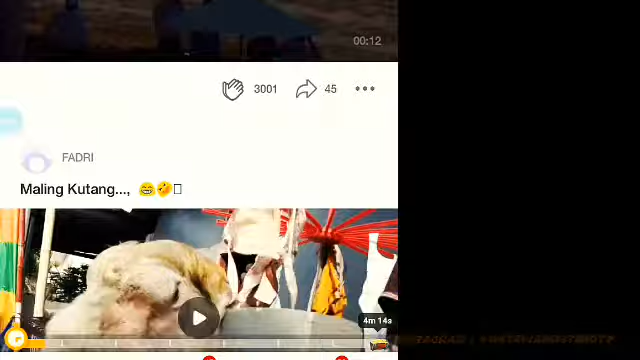 00:12
3001 45
FADRI
Maling Kutang..., 😂🤣
4m 14s